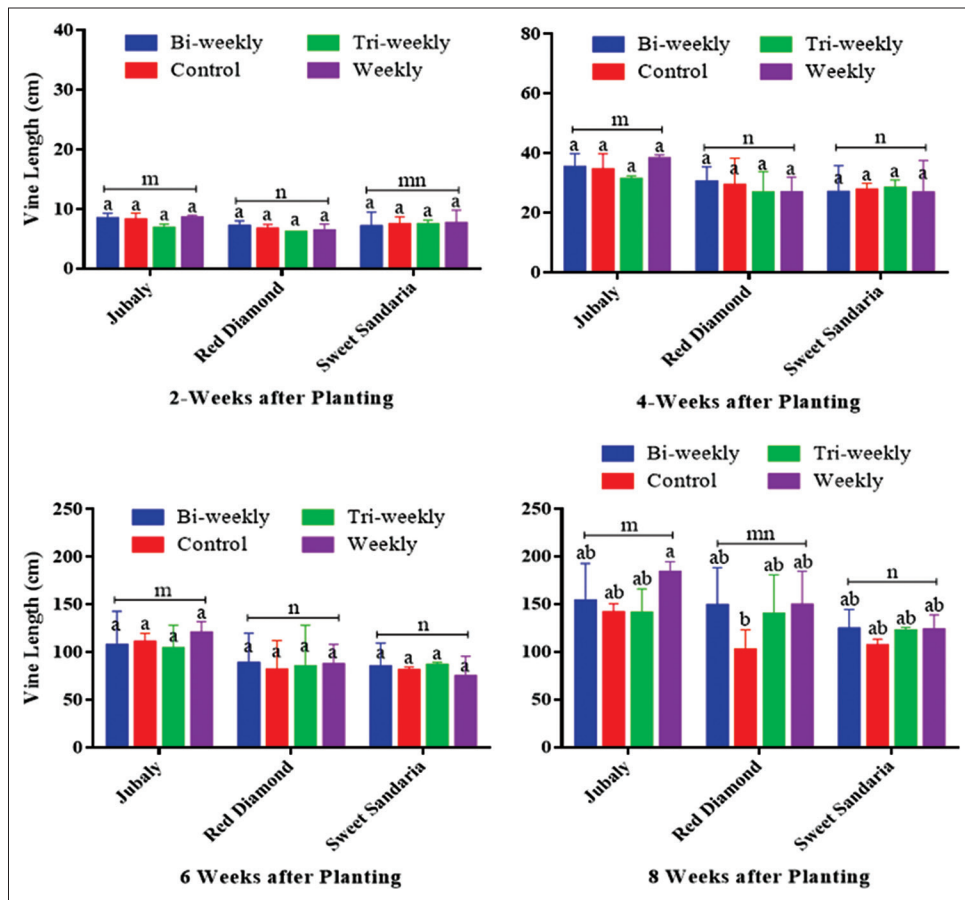 40
30
20
10
0
Vine Length (cm)
Bi-weekly
Tri-weekly
Control
Weekly
m
a a a a
n
a a a a
mn
a a a a
Jubaly
Red Diamond
Sweet Sandaria
2-Weeks after Planting
80
60
40
20
0
Bi-weekly
Tri-weekly
Control
Weekly
m
a a a a
n
a a a a
n
a a a a
Jubaly
Red Diamond
Sweet Sandaria
4-Weeks after Planting
250
200
150
100
50
0
Vine Length (cm)
Bi-weekly
Tri-weekly
Control
Weekly
m
a a a a
n
a a a a
n
a a a a
Jubaly
Red Diamond
Sweet Sandaria
6 Weeks after Planting
Bi-weekly
Tri-weekly
Control
Weekly
250
200
150
100
50
0
m
ab ab ab a
mn
ab b ab ab
n
ab ab ab ab
Jubaly
Red Diamond
Sweet Sandaria
8 Weeks after Planting